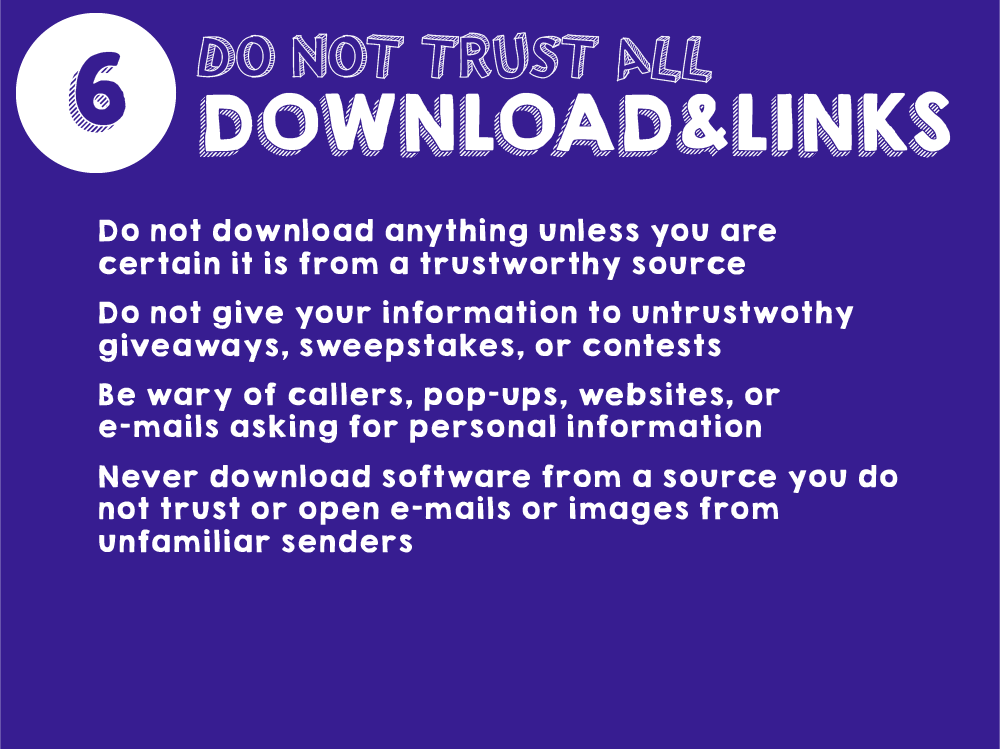 6
DO NOT TRUST ALL
DOWNLOAD&LINKS
Do not download anything unless you are
certain it is from a trustworthy source
Do not give your information to untrustwothy
giveaways, sweepstakes, or contests
Be wary of callers, pop-ups, websites, or
e-mails asking for personal information
Never download software from a source you do
not trust or open e-mails or images from
unfamiliar senders